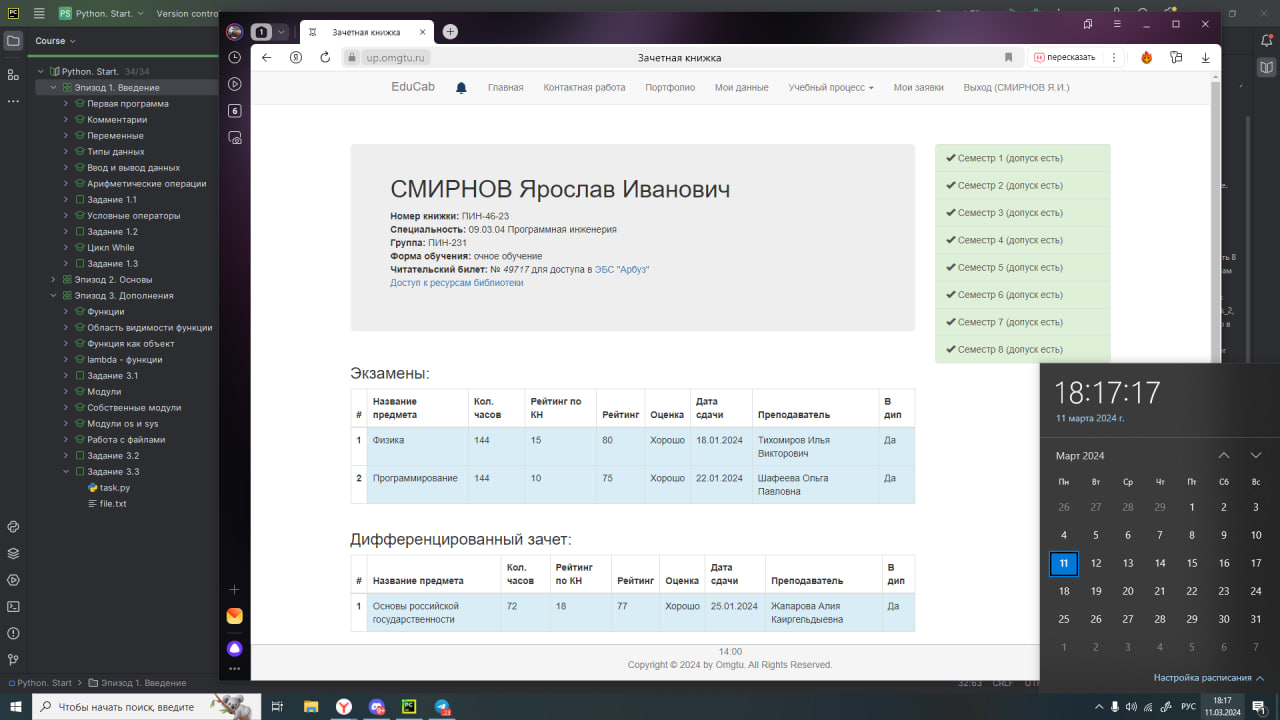 PC
PS
Python. Start.
Version contro
Course
Python. Start. 34/34
Эпизод 1. Введение
Первая программа
Комментарии
Переменные
Типы данных
Ввод и вывод данных
Арифметические операции
Задание 1.1
Условные операторы
Задание 1.2
Цикл While
Задание 1.3
Эпизод 2. Основы
Эпизод 3. Дополнения
Функции
Область видимости функции
Функция как объект
lambda - функции
Задание 3.1
Модули
Собственные модули
Модули os и sys
Работа с файлами
Задание 3.2
Задание 3.3
task.py
file.txt
Python. Start > Эпизод 1. Введение
1
Зачетная книжка
up.omgtu.ru
Зачетная книжка
пересказать
6
EduCab
Главная
Контактная работа
Портфолио
Мои данные
Учебный процесс
Мои заявки
Выход (СМИРНОВ Я.И.)
СМИРНОВ Ярослав Иванович
Номер книжки: ПИН-46-23
Специальность: 09.03.04 Программная инженерия
Группа: ПИН-231
Форма обучения: очное обучение
Читательский билет: № 49717 для доступа в ЭБС "Арбуз"
Доступ к ресурсам библиотеки
Семестр 1 (допуск есть)
Семестр 2 (допуск есть)
Семестр 3 (допуск есть)
Семестр 4 (допуск есть)
Семестр 5 (допуск есть)
Семестр 6 (допуск есть)
Семестр 7 (допуск есть)
Семестр 8 (допуск есть)
Экзамены:
# Название предмета Кол. часов Рейтинг по КН Рейтинг Оценка Дата сдачи Преподаватель В дип
1 Физика 144 15 80 Хорошо 18.01.2024 Тихомиров Илья Викторович Да
2 Программирование 144 10 75 Хорошо 22.01.2024 Шафеева Ольга Павловна Да
Дифференцированный зачет:
# Название предмета Кол. часов Рейтинг по КН Рейтинг Оценка Дата сдачи Преподаватель В дип
1 Основы российской государственности 72 18 77 Хорошо 25.01.2024 Жапарова Алия Каиргельдыевна Да
14:00
Copyright © 2024 by Omgtu. All Rights Reserved.
32:63 CRLF
18:17:17
11 марта 2024 г.
Март 2024
Пн Вт Ср Чт Пт Сб Вс
26 27 28 29 1 2 3
4 5 6 7 8 9 10
11 12 13 14 15 16 17
18 19 20 21 22 23 24
25 26 27 28 29 30 31
1 2 3 4 5 6 7
Настройка расписания
Чтобы начать поиск, введите
РУС
18:17
11.03.2024